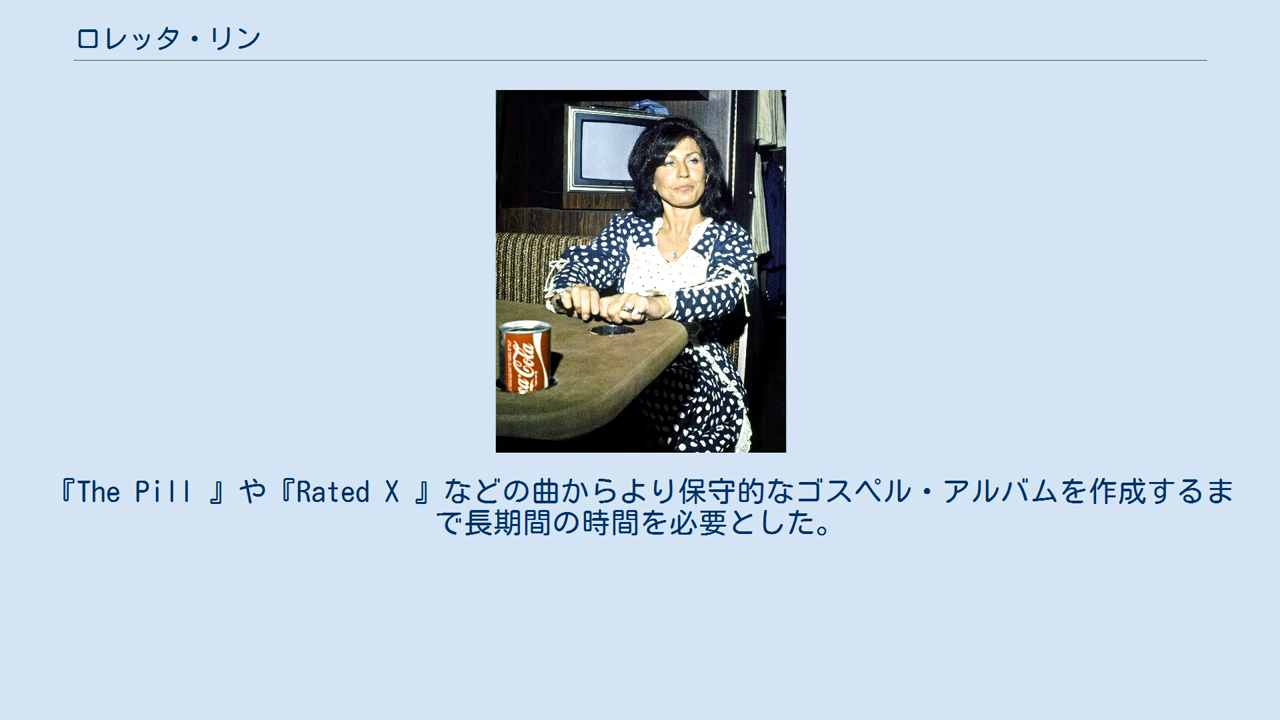 ロレッタ・リン
Coca-Cola
『The Pill 』や『Rated X 』などの曲からより保守的なゴスペル・アルバムを作成するま
で長期間の時間を必要とした。